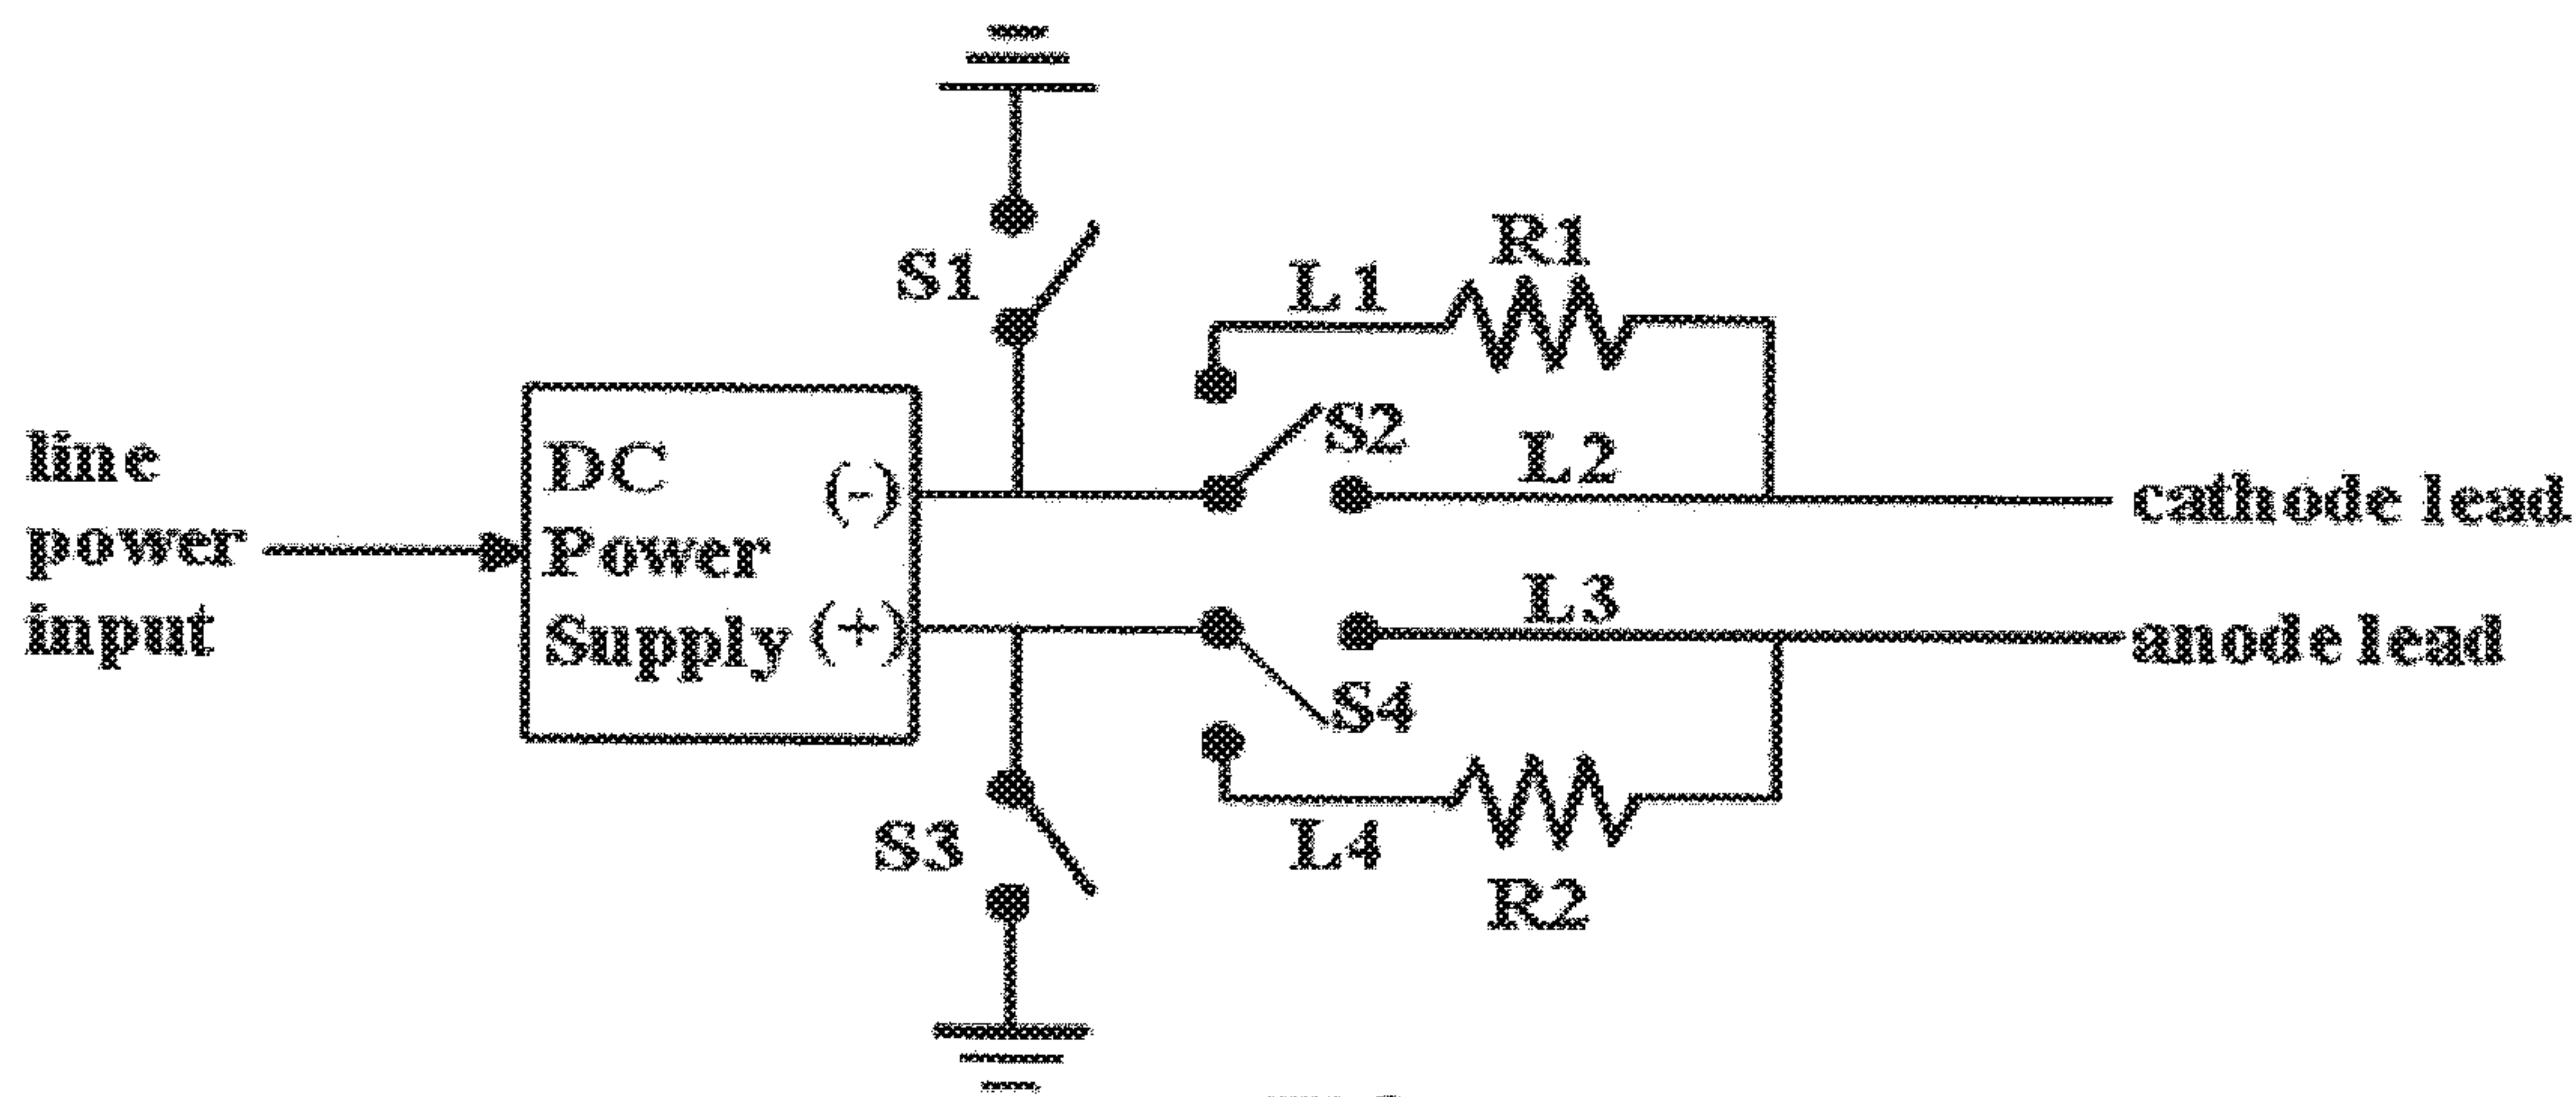 S1
R1
L1
line
power
input
DC
Power
Supply
(-)
(+)
S2
L2
cathode lead
L3
anode lead
S4
S3
L4
R2